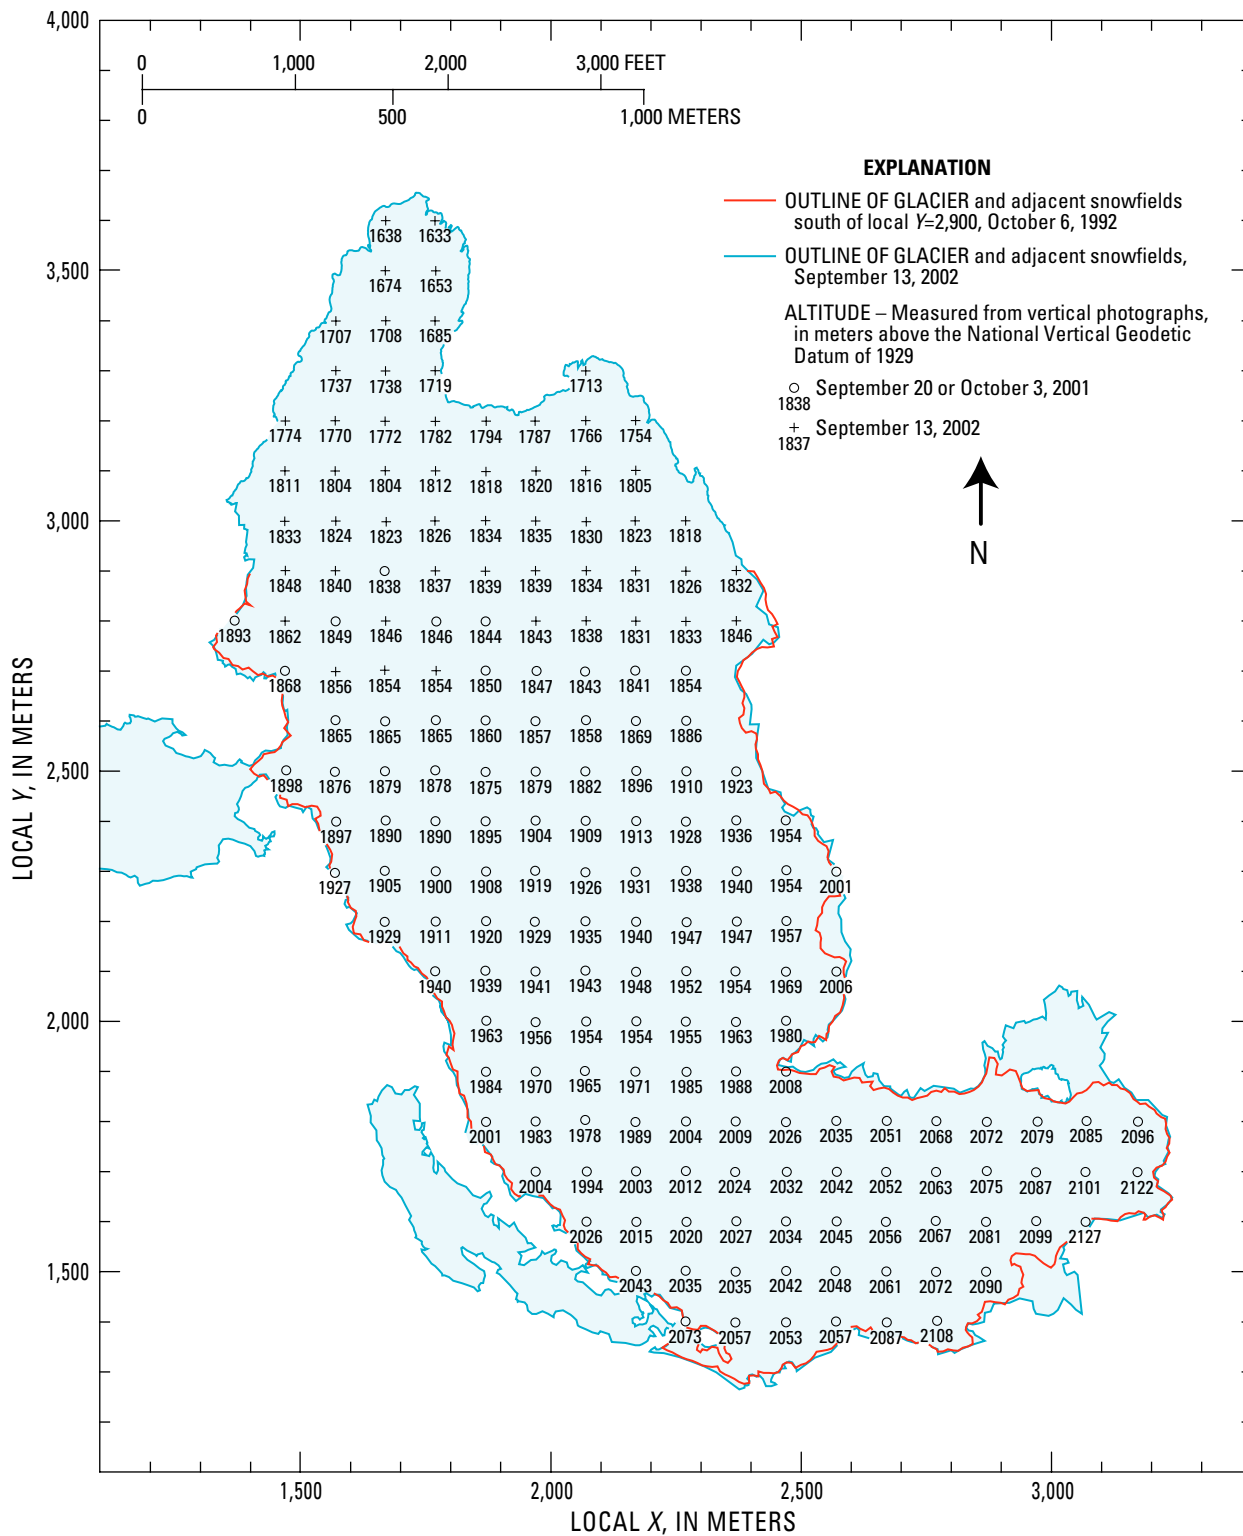 4,000
0 1,000 2,000 3,000 FEET
0 500 1,000 METERS
EXPLANATION
OUTLINE OF GLACIER and adjacent snowfields
south of local Y=2,900, October 6, 1992
OUTLINE OF GLACIER and adjacent snowfields,
September 13, 2002
ALTITUDE – Measured from vertical photographs,
in meters above the National Vertical Geodetic
Datum of 1929
September 20 or October 3, 2001
1838
September 13, 2002
1837
N
1638 1633
3,500
1674 1653
1707 1708 1685
1737 1738 1719 1713
1774 1770 1772 1782 1794 1787 1766 1754
1811 1804 1804 1812 1818 1820 1816 1805
3,000
1833 1824 1823 1826 1834 1835 1830 1823 1818
1848 1840 1838 1837 1839 1839 1834 1831 1826 1832
1893 1862 1849 1846 1846 1844 1843 1838 1831 1833 1846
1868 1856 1854 1854 1850 1847 1843 1841 1854
1865 1865 1865 1860 1857 1858 1869 1886
2,500
1898 1876 1879 1878 1875 1879 1882 1896 1910 1923
1897 1890 1890 1895 1904 1909 1913 1928 1936 1954
1927 1905 1900 1908 1919 1926 1931 1938 1940 1954 2001
1929 1911 1920 1929 1935 1940 1947 1947 1957
1940 1939 1941 1943 1948 1952 1954 1969 2006
2,000
1963 1956 1954 1954 1955 1963 1980
1984 1970 1965 1971 1985 1988 2008
2001 1983 1978 1989 2004 2009 2026 2035 2051 2068 2072 2079 2085 2096
2004 1994 2003 2012 2024 2032 2042 2052 2063 2075 2087 2101 2122
2026 2015 2020 2027 2034 2045 2056 2067 2081 2099 2127
1,500
2043 2035 2035 2042 2048 2061 2072 2090
2073 2057 2053 2057 2087 2108
LOCAL Y, IN METERS
1,500 2,000 2,500 3,000
LOCAL X, IN METERS